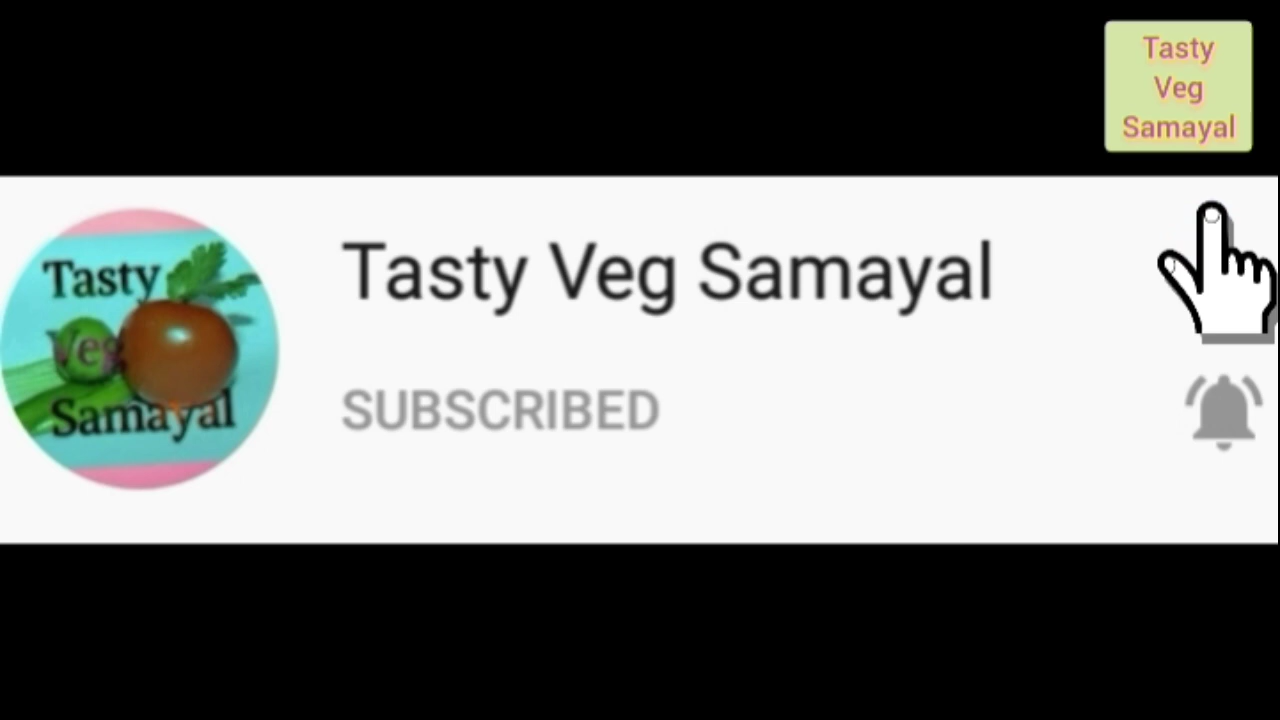 Tasty
Veg
Samayal
Tasty
Veg
Samayal
Tasty Veg Samayal
SUBSCRIBED